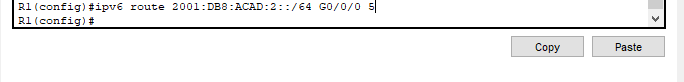 R1(config)#ipv6 route 2001:DB8:ACAD:2::/64 G0/0/0 5
R1(config)#
Copy Paste